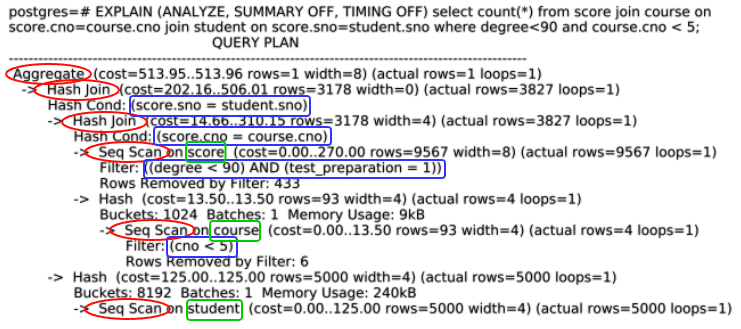 postgres=# EXPLAIN (ANALYZE, SUMMARY OFF, TIMING OFF) select count(*) from score join course on
score.cno=course.cno join student on score.sno=student.sno where degree<90 and course.cno < 5;
QUERY PLAN
--------------------------------------------------------------------------------------------
Aggregate (cost=513.95..513.96 rows=1 width=8) (actual rows=1 loops=1)
-> Hash Join (cost=202.16..506.01 rows=3178 width=0) (actual rows=3827 loops=1)
Hash Cond: (score.sno = student.sno)
-> Hash Join (cost=14.66..310.15 rows=3178 width=4) (actual rows=3827 loops=1)
Hash Cond: (score.cno = course.cno)
-> Seq Scan on score (cost=0.00..270.00 rows=9567 width=8) (actual rows=9567 loops=1)
Filter: ((degree < 90) AND (test_preparation = 1))
Rows Removed by Filter: 433
-> Hash (cost=13.50..13.50 rows=93 width=4) (actual rows=4 loops=1)
Buckets: 1024 Batches: 1 Memory Usage: 9kB
-> Seq Scan on course (cost=0.00..13.50 rows=93 width=4) (actual rows=4 loops=1)
Filter: (cno < 5)
Rows Removed by Filter: 6
-> Hash (cost=125.00..125.00 rows=5000 width=4) (actual rows=5000 loops=1)
Buckets: 8192 Batches: 1 Memory Usage: 240kB
-> Seq Scan on student (cost=0.00..125.00 rows=5000 width=4) (actual rows=5000 loops=1)